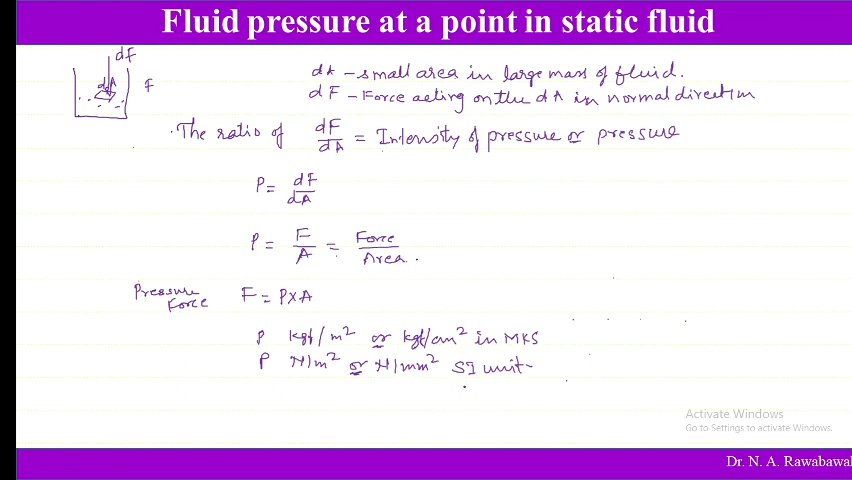 Fluid pressure at a point in static fluid
dF
dA
F
dA - small area in large mass of fluid.
dF - Force acting on the dA in normal direction
The ratio of dF/dA = Intensity of pressure or pressure
P = dF/dA
P = F/A = Force/Area.
Pressure Force F = P×A
P kgf/m² or kgf/cm² in MKS
P N/m² or N/mm² SI unit
Activate Windows
Go to Settings to activate Windows.
Dr. N. A. Rawabawal